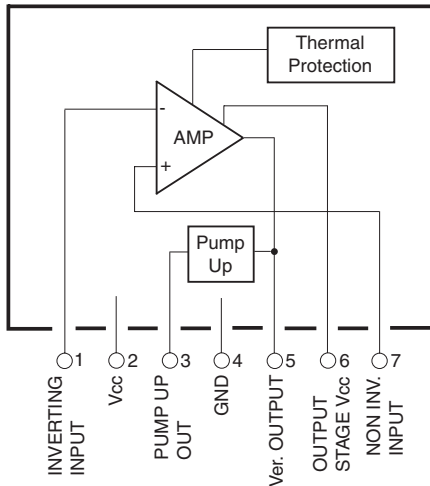 Thermal
Protection
-
AMP
+
Pump
Up
1
2
3
4
5
6
7
INVERTING
INPUT
Vcc
PUMP UP
OUT
GND
Ver. OUTPUT
OUTPUT
STAGE Vcc
NON INV.
INPUT